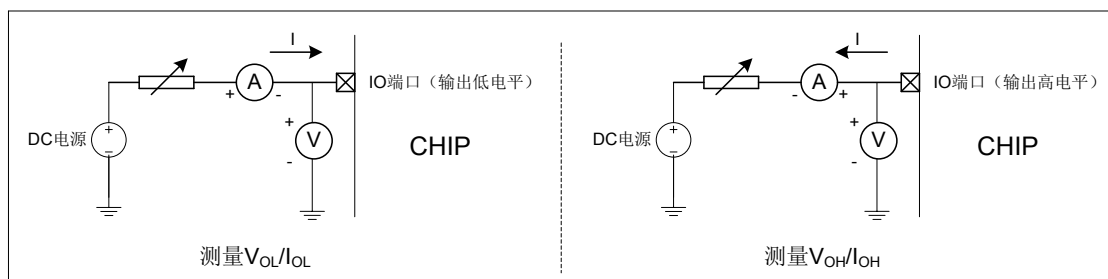 I
A
+ -
IO端口（输出低电平）
+
V
-
DC电源
+
-
CHIP
测量VOL/IOL
I
A
- +
IO端口（输出高电平）
+
V
-
DC电源
+
-
CHIP
测量VOH/IOH